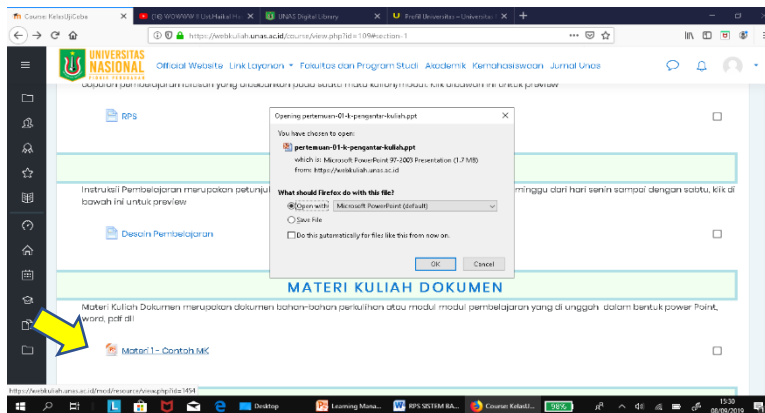 Course: KelasUjiCoba
UNAS Digital Library
https://webkuliah.unas.ac.id/course/view.php?id=109#section-1
UNIVERSITAS
NASIONAL
Official Website Link Layanan Fakultas dan Program Studi Akademik Kemahasiswaan Jurnal Unas
RPS
Opening pertemuan-01-k-pengantar-kuliah.ppt
You have chosen to open:
pertemuan-01-k-pengantar-kuliah.ppt
which is: Microsoft PowerPoint 97-2003 Presentation (1.7 MB)
from: https://webkuliah.unas.ac.id
What should Firefox do with this file?
Open with Microsoft PowerPoint (default)
Save File
Do this automatically for files like this from now on.
OK Cancel
Instruksii Pembelajaran merupakan petunjuk
minggu dari hari senin sampai dengan sabtu, klik di
bawah ini untuk preview
Desain Pembelajaran
MATERI KULIAH DOKUMEN
Materi Kuliah Dokumen merupakan dokumen bahan-bahan perkulihan atau modul modul pembelajaran yang di unggah dalam bentuk power Point,
word, pdf dll
Materi 1 - Contoh MK
https://webkuliah.unas.ac.id/mod/resource/view.php?id=1454
Desktop
Learning Mana...
RPS SISTEM BA...
Course: KelasU...
98%
15:30
08/09/2019